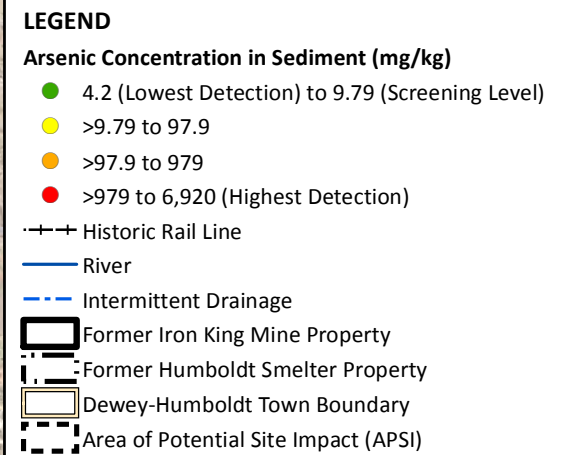 LEGEND
Arsenic Concentration in Sediment (mg/kg)
4.2 (Lowest Detection) to 9.79 (Screening Level)
>9.79 to 97.9
>97.9 to 979
>979 to 6,920 (Highest Detection)
Historic Rail Line
River
Intermittent Drainage
Former Iron King Mine Property
Former Humboldt Smelter Property
Dewey-Humboldt Town Boundary
Area of Potential Site Impact (APSI)